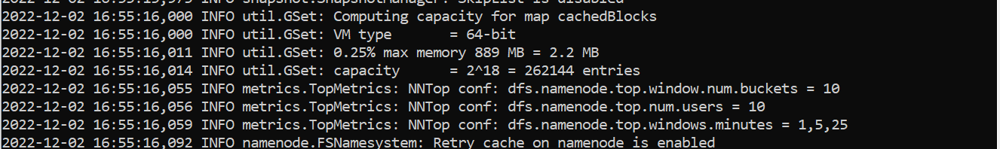 2022-12-02 16:55:15,975 INFO snapshot.SnapshotManager: SkipList is disabled
2022-12-02 16:55:16,000 INFO util.GSet: Computing capacity for map cachedBlocks
2022-12-02 16:55:16,000 INFO util.GSet: VM type       = 64-bit
2022-12-02 16:55:16,011 INFO util.GSet: 0.25% max memory 889 MB = 2.2 MB
2022-12-02 16:55:16,014 INFO util.GSet: capacity      = 2^18 = 262144 entries
2022-12-02 16:55:16,055 INFO metrics.TopMetrics: NNTop conf: dfs.namenode.top.window.num.buckets = 10
2022-12-02 16:55:16,056 INFO metrics.TopMetrics: NNTop conf: dfs.namenode.top.num.users = 10
2022-12-02 16:55:16,059 INFO metrics.TopMetrics: NNTop conf: dfs.namenode.top.windows.minutes = 1,5,25
2022-12-02 16:55:16,092 INFO namenode.FSNamesystem: Retry cache on namenode is enabled